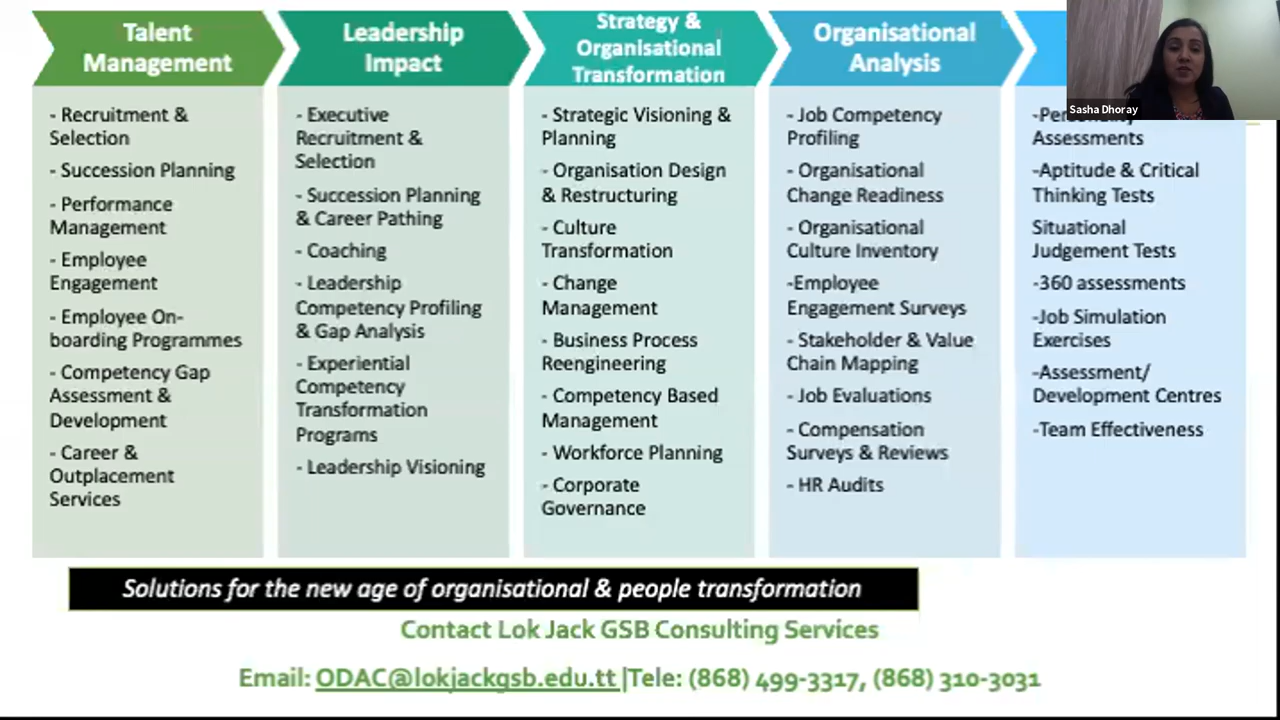 Talent
Management
- Recruitment &
Selection
- Succession Planning
- Performance
Management
- Employee
Engagement
- Employee On-
boarding Programmes
- Competency Gap
Assessment &
Development
- Career &
Outplacement
Services
Leadership
Impact
- Executive
Recruitment &
Selection
- Succession Planning
& Career Pathing
- Coaching
- Leadership
Competency Profiling
& Gap Analysis
- Experiential
Competency
Transformation
Programs
- Leadership Visioning
Strategy &
Organisational
Transformation
- Strategic Visioning &
Planning
- Organisation Design
& Restructuring
- Culture
Transformation
- Change
Management
- Business Process
Reengineering
- Competency Based
Management
- Workforce Planning
- Corporate
Governance
Organisational
Analysis
- Job Competency
Profiling
- Organisational
Change Readiness
- Organisational
Culture Inventory
-Employee
Engagement Surveys
- Stakeholder & Value
Chain Mapping
- Job Evaluations
- Compensation
Surveys & Reviews
- HR Audits
Sasha Dhoray
-Personality
Assessments
-Aptitude & Critical
Thinking Tests
Situational
Judgement Tests
-360 assessments
-Job Simulation
Exercises
-Assessment/
Development Centres
-Team Effectiveness
Solutions for the new age of organisational & people transformation
Contact Lok Jack GSB Consulting Services
Email: ODAC@lokjackgsb.edu.tt |Tele: (868) 499-3317, (868) 310-3031